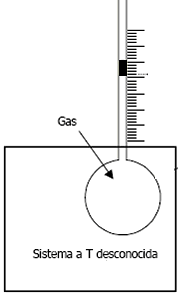 Gas
Sistema a T desconocida